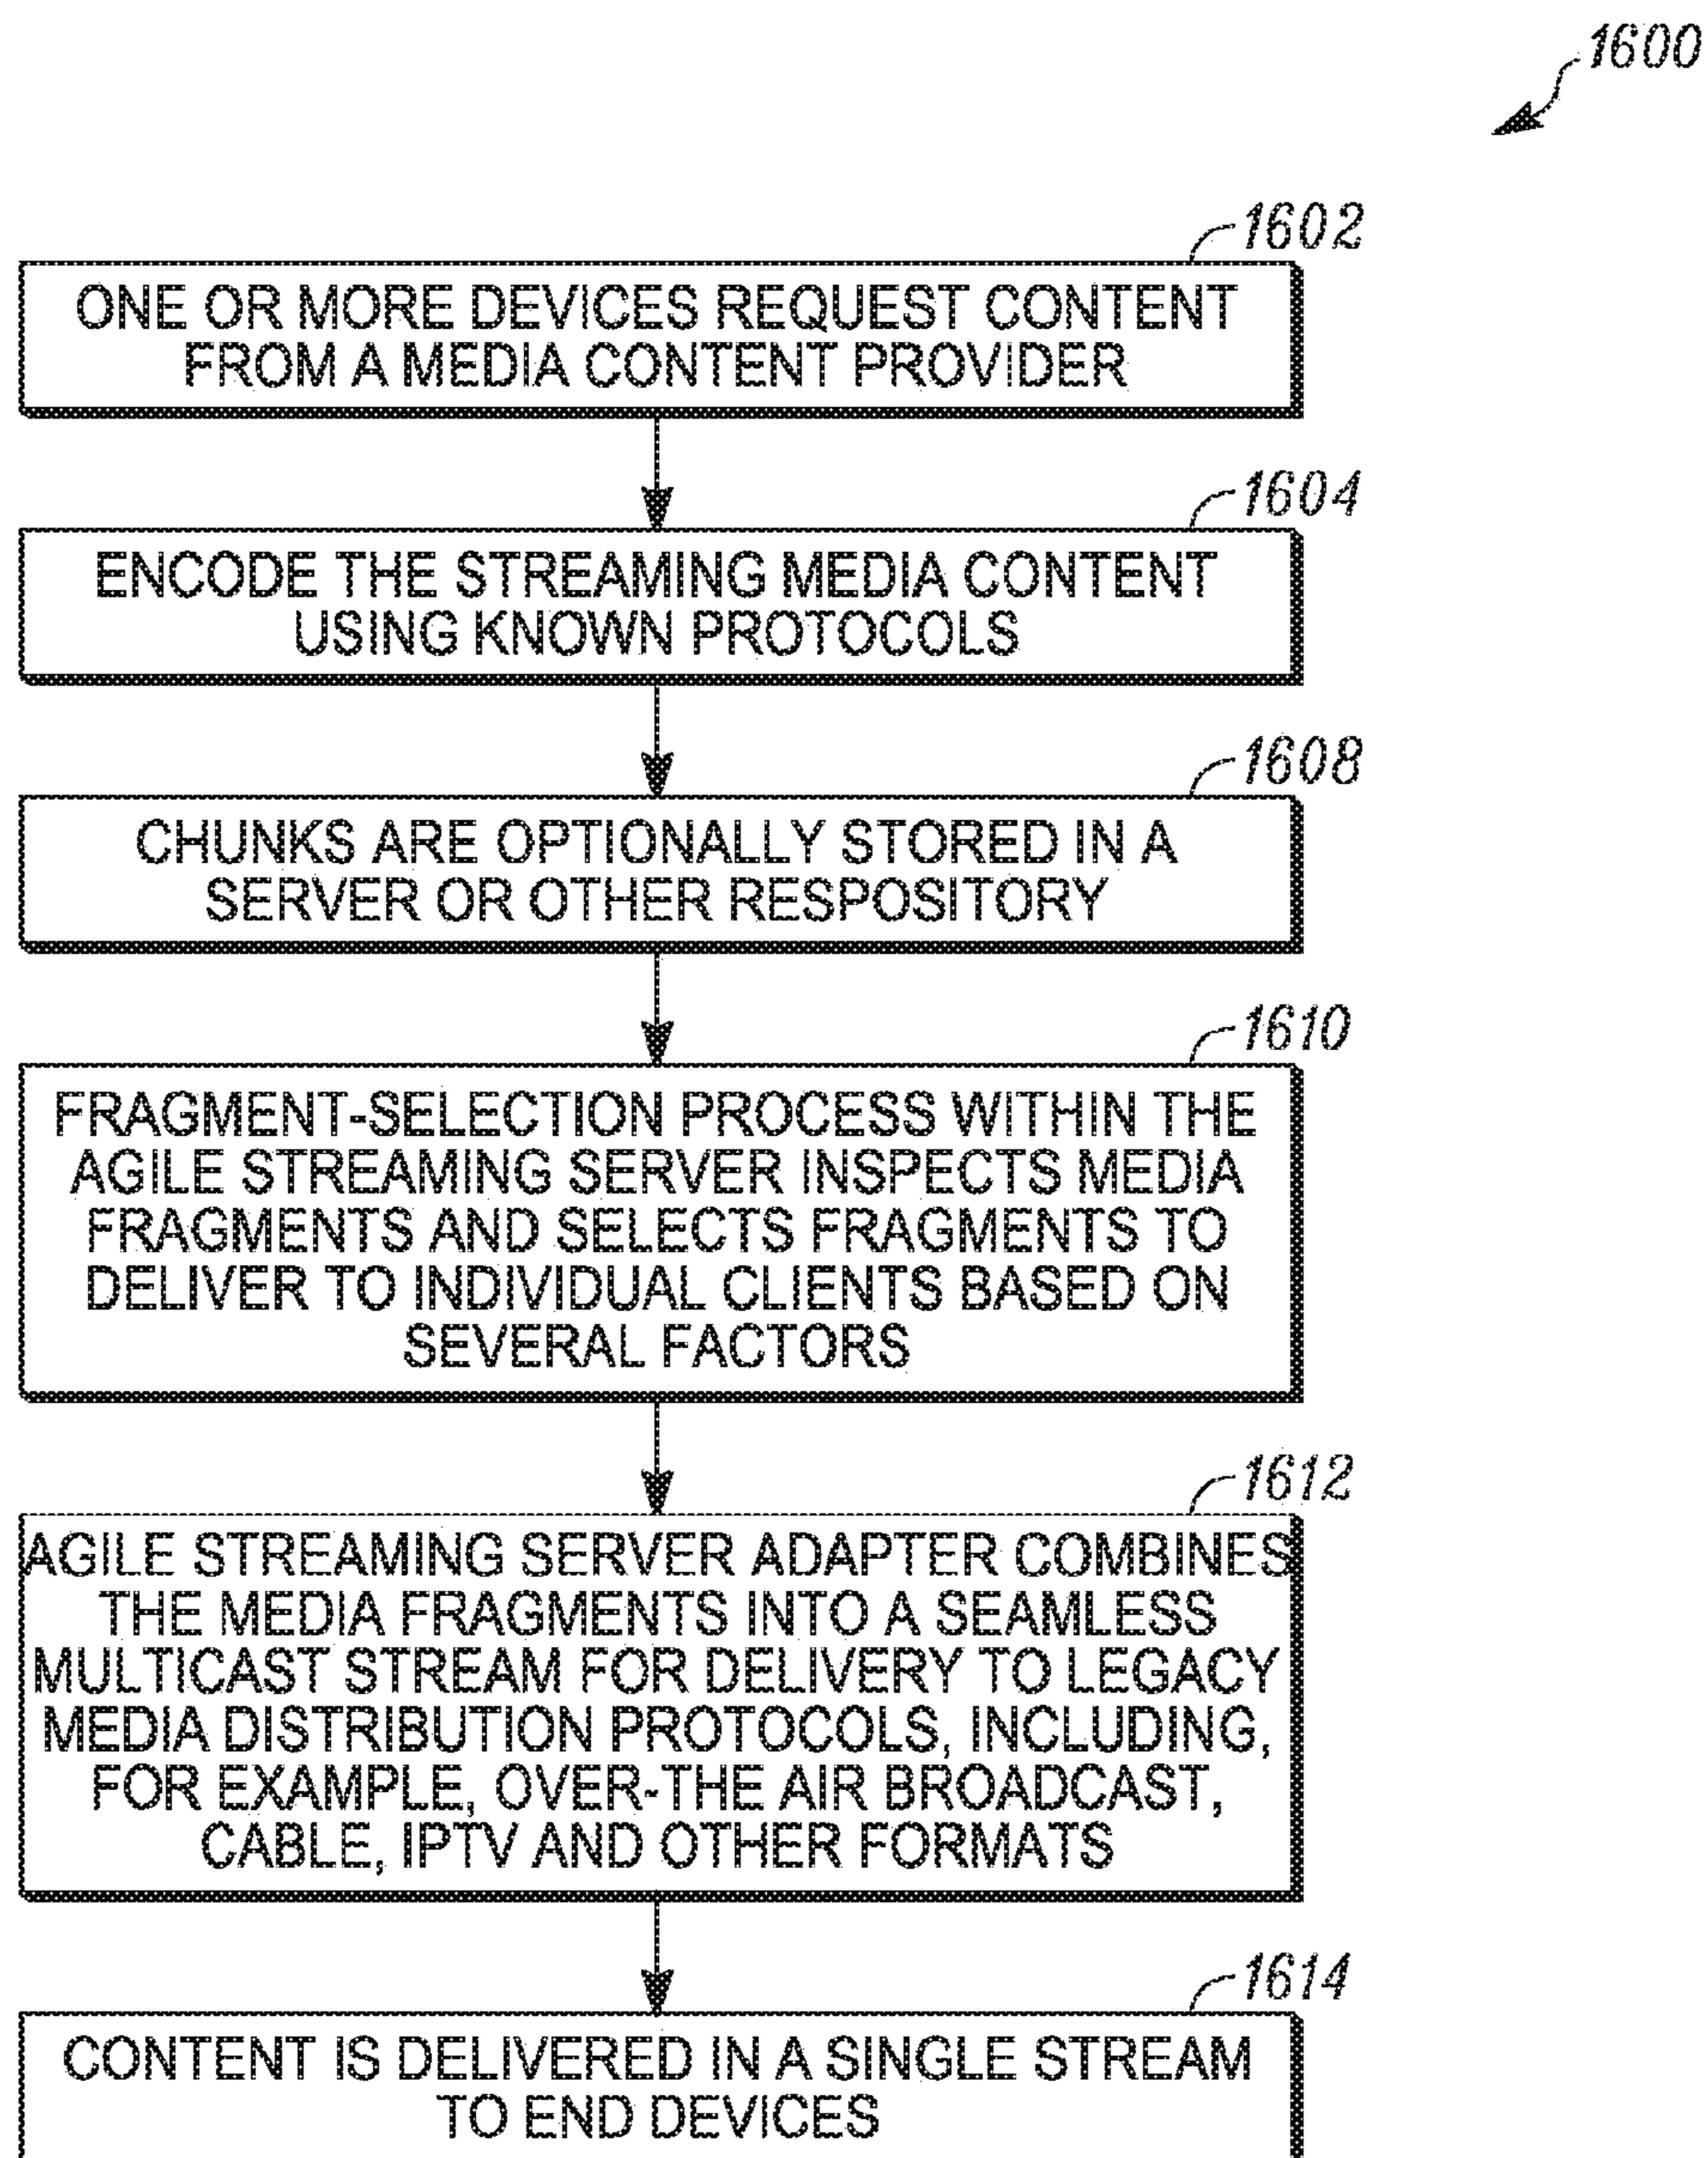 1600
1602
ONE OR MORE DEVICES REQUEST CONTENT
FROM A MEDIA CONTENT PROVIDER
1604
ENCODE THE STREAMING MEDIA CONTENT
USING KNOWN PROTOCOLS
1608
CHUNKS ARE OPTIONALLY STORED IN A
SERVER OR OTHER RESPOSITORY
1610
FRAGMENT-SELECTION PROCESS WITHIN THE
AGILE STREAMING SERVER INSPECTS MEDIA
FRAGMENTS AND SELECTS FRAGMENTS TO
DELIVER TO INDIVIDUAL CLIENTS BASED ON
SEVERAL FACTORS
1612
AGILE STREAMING SERVER ADAPTER COMBINES
THE MEDIA FRAGMENTS INTO A SEAMLESS
MULTICAST STREAM FOR DELIVERY TO LEGACY
MEDIA DISTRIBUTION PROTOCOLS, INCLUDING,
FOR EXAMPLE, OVER-THE AIR BROADCAST,
CABLE, IPTV AND OTHER FORMATS
1614
CONTENT IS DELIVERED IN A SINGLE STREAM
TO END DEVICES